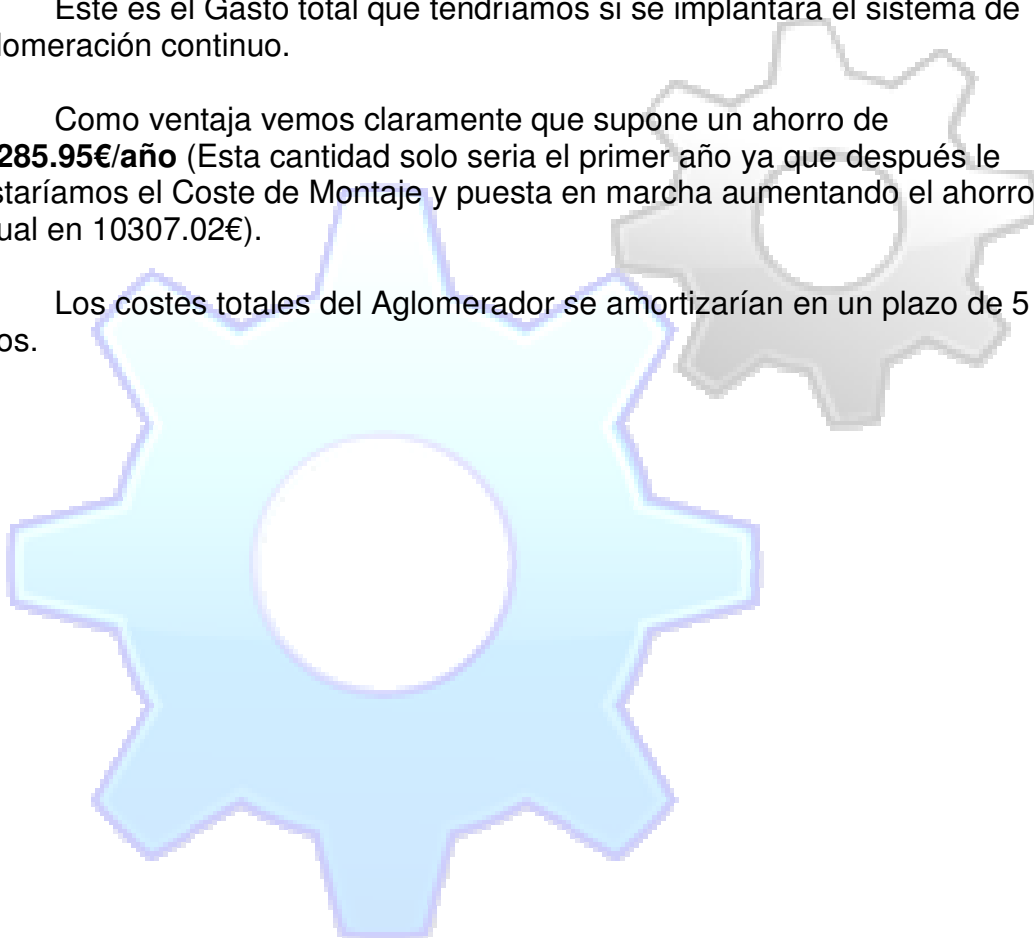 Este es el Gasto total que tendríamos si se implantara el sistema de
lomeración continuo.
Como ventaja vemos claramente que supone un ahorro de
285.95€/año (Esta cantidad solo seria el primer año ya que después le
staríamos el Coste de Montaje y puesta en marcha aumentando el ahorro
ual en 10307.02€).
Los costes totales del Aglomerador se amortizarían en un plazo de 5
os.